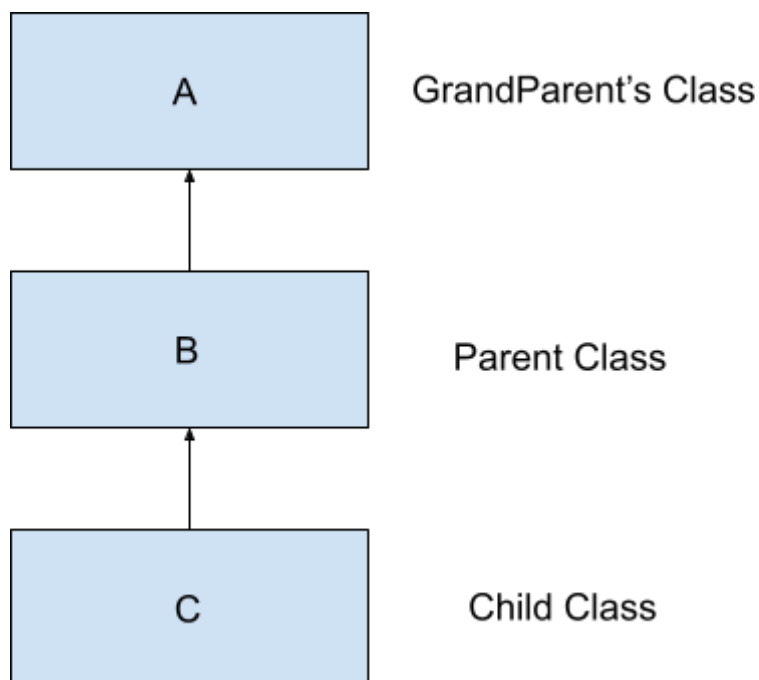 A
GrandParent’s Class
B
Parent Class
C
Child Class